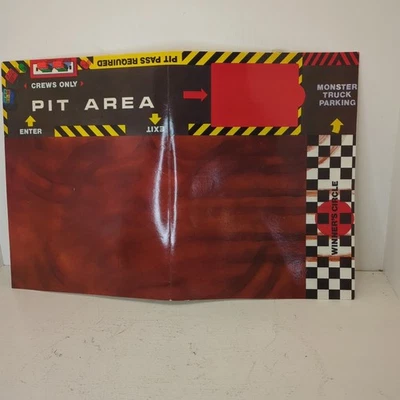 PIT PASS REQUIRED
CREWS ONLY
PIT AREA
ENTER
EXIT
MONSTER
TRUCK
PARKING
WINNER'S CIRCLE